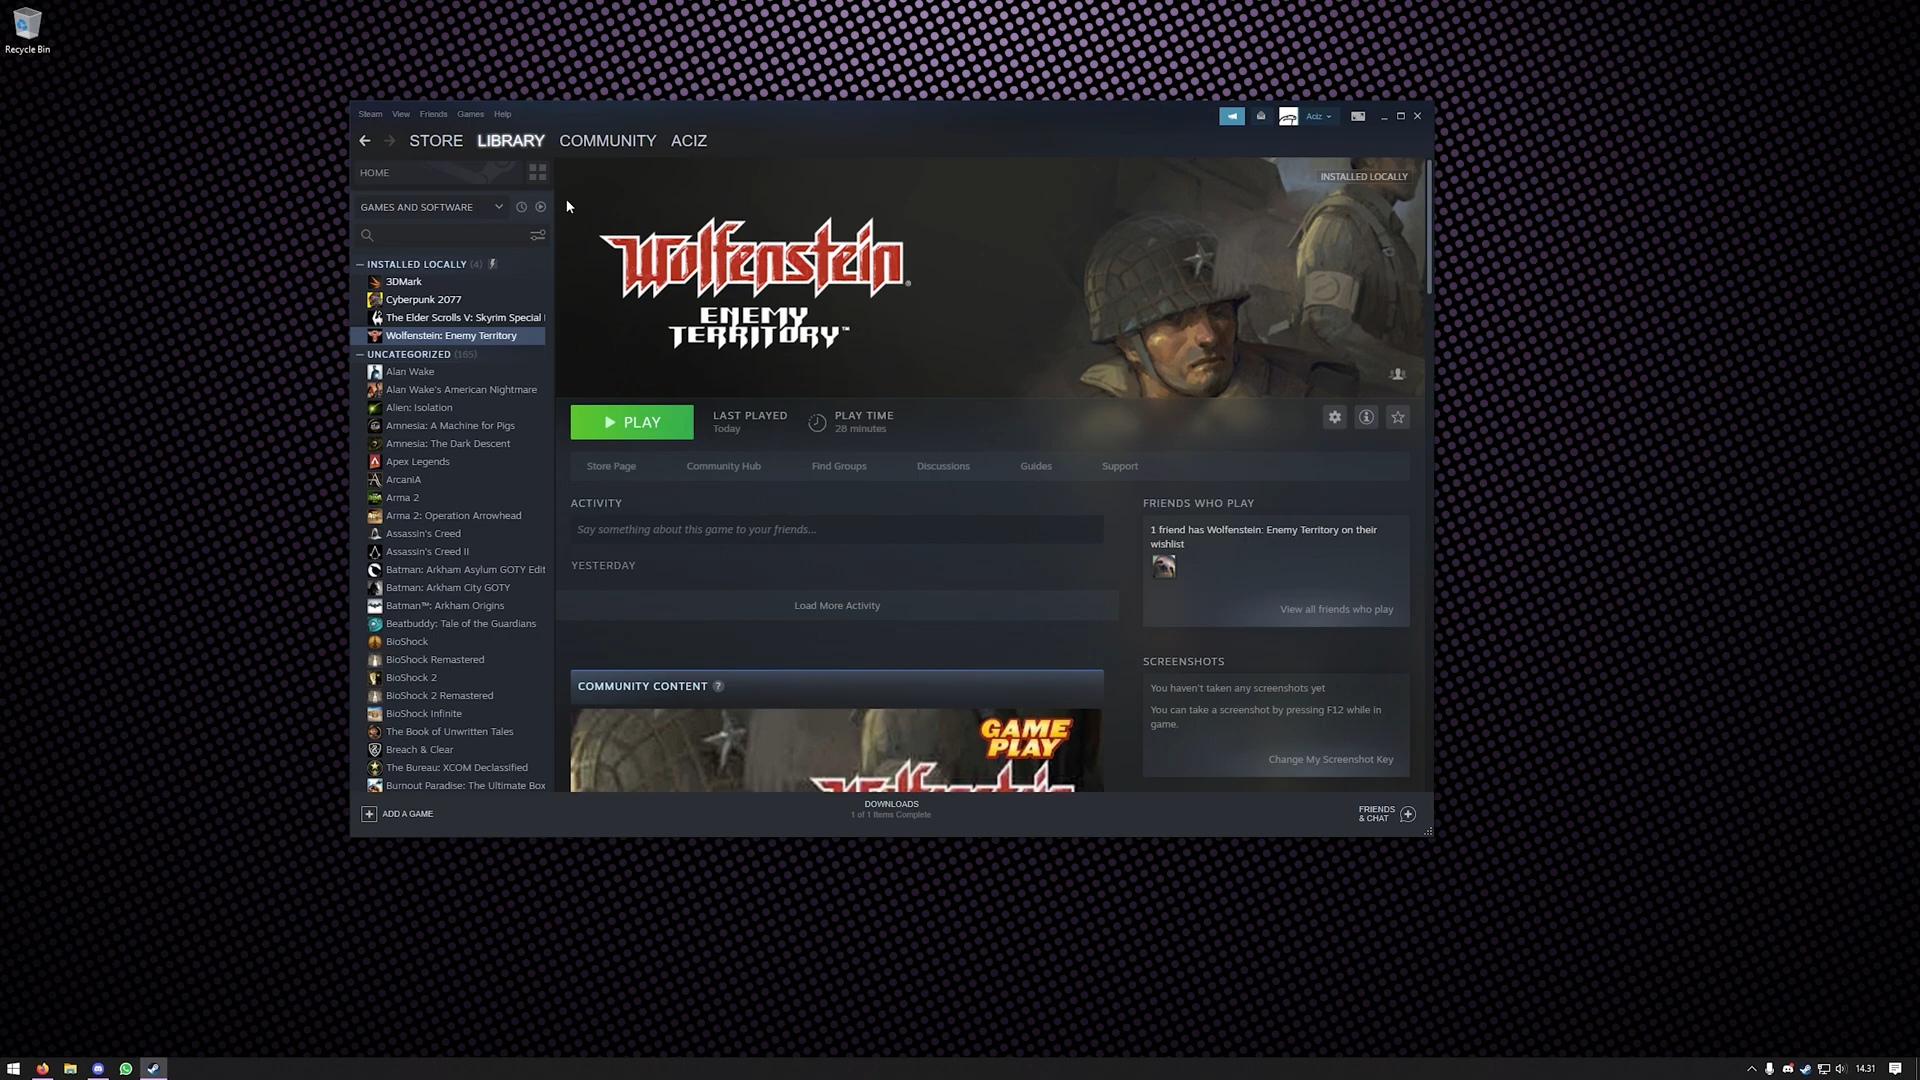 Recycle Bin
Steam View Friends Games Help
Aciz
STORE LIBRARY COMMUNITY ACIZ
HOME
INSTALLED LOCALLY
GAMES AND SOFTWARE
Wolfenstein
ENEMY
TERRITORY™
INSTALLED LOCALLY (4)
3DMark
Cyberpunk 2077
The Elder Scrolls V: Skyrim Special
Wolfenstein: Enemy Territory
UNCATEGORIZED (165)
Alan Wake
Alan Wake's American Nightmare
Alien: Isolation
Amnesia: A Machine for Pigs
Amnesia: The Dark Descent
Apex Legends
ArcaniA
Arma 2
Arma 2: Operation Arrowhead
Assassin's Creed
Assassin's Creed II
Batman: Arkham Asylum GOTY Edit
Batman: Arkham City GOTY
Batman™: Arkham Origins
Beatbuddy: Tale of the Guardians
BioShock
BioShock Remastered
BioShock 2
BioShock 2 Remastered
BioShock Infinite
The Book of Unwritten Tales
Breach & Clear
The Bureau: XCOM Declassified
Burnout Paradise: The Ultimate Box
PLAY
LAST PLAYED
Today
PLAY TIME
28 minutes
Store Page Community Hub Find Groups Discussions Guides Support
ACTIVITY
Say something about this game to your friends...
YESTERDAY
Load More Activity
COMMUNITY CONTENT ?
GAME
PLAY
Wolfenstein
FRIENDS WHO PLAY
1 friend has Wolfenstein: Enemy Territory on their
wishlist
View all friends who play
SCREENSHOTS
You haven't taken any screenshots yet
You can take a screenshot by pressing F12 while in
game.
Change My Screenshot Key
ADD A GAME
DOWNLOADS
1 of 1 Items Complete
FRIENDS
& CHAT
14.31